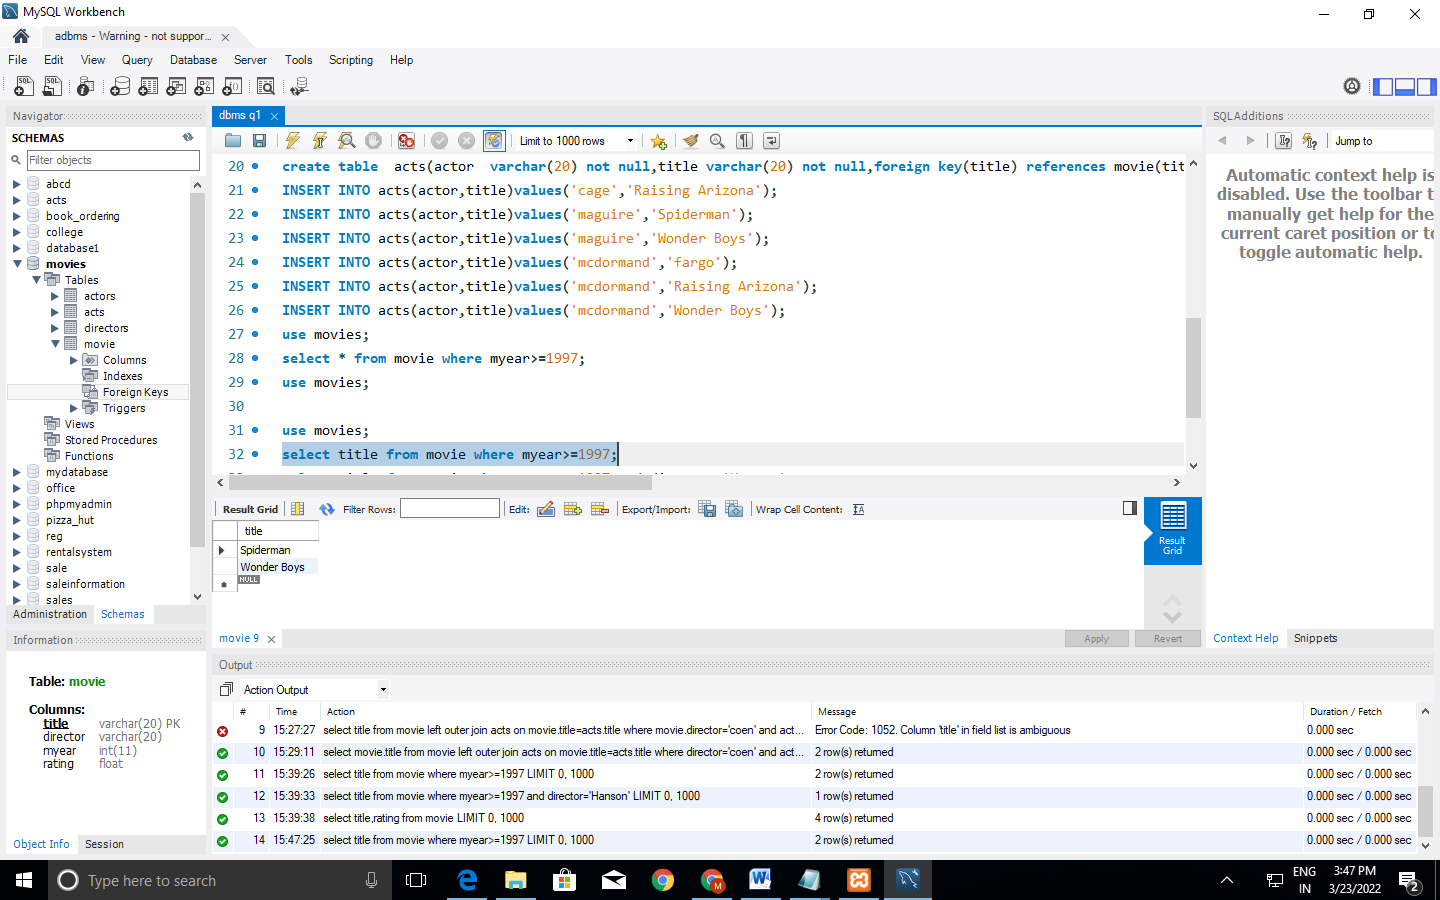 MySQL Workbench
adbms - Warning - not suppor...
File Edit View Query Database Server Tools Scripting Help
Navigator
SCHEMAS
Filter objects
abcd
acts
book_ordering
college
database1
movies
Tables
actors
acts
directors
movie
Columns
Indexes
Foreign Keys
Triggers
Views
Stored Procedures
Functions
mydatabase
office
phpmyadmin
pizza_hut
reg
rentalsystem
sale
saleinformation
sales
Administration Schemas
Information
Table: movie
Columns:
title varchar(20) PK
director varchar(20)
myear int(11)
rating float
Object Info Session
dbms q1
Limit to 1000 rows
20 create table  acts(actor  varchar(20) not null,title varchar(20) not null,foreign key(title) references movie(tit
21 INSERT INTO acts(actor,title)values('cage','Raising Arizona');
22 INSERT INTO acts(actor,title)values('maguire','Spiderman');
23 INSERT INTO acts(actor,title)values('maguire','Wonder Boys');
24 INSERT INTO acts(actor,title)values('mcdormand','fargo');
25 INSERT INTO acts(actor,title)values('mcdormand','Raising Arizona');
26 INSERT INTO acts(actor,title)values('mcdormand','Wonder Boys');
27 use movies;
28 select * from movie where myear>=1997;
29 use movies;
30
31 use movies;
32 select title from movie where myear>=1997;
Result Grid Filter Rows: Edit: Export/Import: Wrap Cell Content:
title
Spiderman
Wonder Boys
NULL
Result
Grid
movie 9 Apply Revert
SQLAdditions
Jump to
Automatic context help is
disabled. Use the toolbar t
manually get help for the
current caret position or to
toggle automatic help.
Context Help Snippets
Output
Action Output
# Time Action Message Duration / Fetch
9 15:27:27 select title from movie left outer join acts on movie.title=acts.title where movie.director='coen' and act... Error Code: 1052. Column 'title' in field list is ambiguous 0.000 sec
10 15:29:11 select movie.title from movie left outer join acts on movie.title=acts.title where director='coen' and act... 2 row(s) returned 0.000 sec / 0.000 sec
11 15:39:26 select title from movie where myear>=1997 LIMIT 0, 1000 2 row(s) returned 0.000 sec / 0.000 sec
12 15:39:33 select title from movie where myear>=1997 and director='Hanson' LIMIT 0, 1000 1 row(s) returned 0.000 sec / 0.000 sec
13 15:39:38 select title,rating from movie LIMIT 0, 1000 4 row(s) returned 0.000 sec / 0.000 sec
14 15:47:25 select title from movie where myear>=1997 LIMIT 0, 1000 2 row(s) returned 0.000 sec / 0.000 sec
Type here to search
ENG
IN
3:47 PM
3/23/2022
2